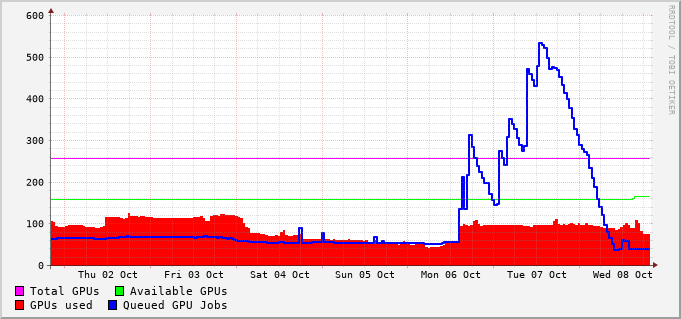 600
500
400
300
200
100
0
Thu 02 Oct Fri 03 Oct Sat 04 Oct Sun 05 Oct Mon 06 Oct Tue 07 Oct Wed 08 Oct
Total GPUs Available GPUs
GPUs used Queued GPU Jobs
RRDTOOL / TOBI OETIKER